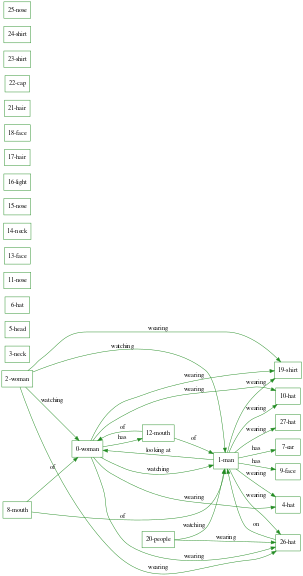 25-nose
24-shirt
23-shirt
22-cap
21-hair
18-face
17-hair
16-light
15-nose
14-neck
13-face
11-nose
6-hat
5-head
3-neck
wearing
19-shirt
watching
2-woman
wearing
10-hat
watching
wearing
wearing
wearing
27-hat
of
12-mouth
wearing
has
of
has
7-ear
0-woman
looking at
1-man
has
9-face
of
watching
wearing
wearing
4-hat
8-mouth
of
watching
on
20-people
wearing
26-hat
wearing
wearing